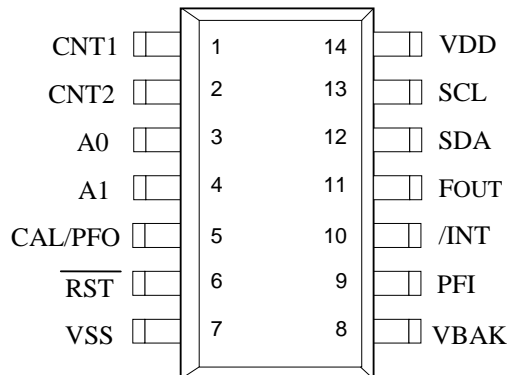 CNT1 1 14 VDD
CNT2 2 13 SCL
A0 3 12 SDA
A1 4 11 FOUT
CAL/PFO 5 10 /INT
RST 6 9 PFI
VSS 7 8 VBAK